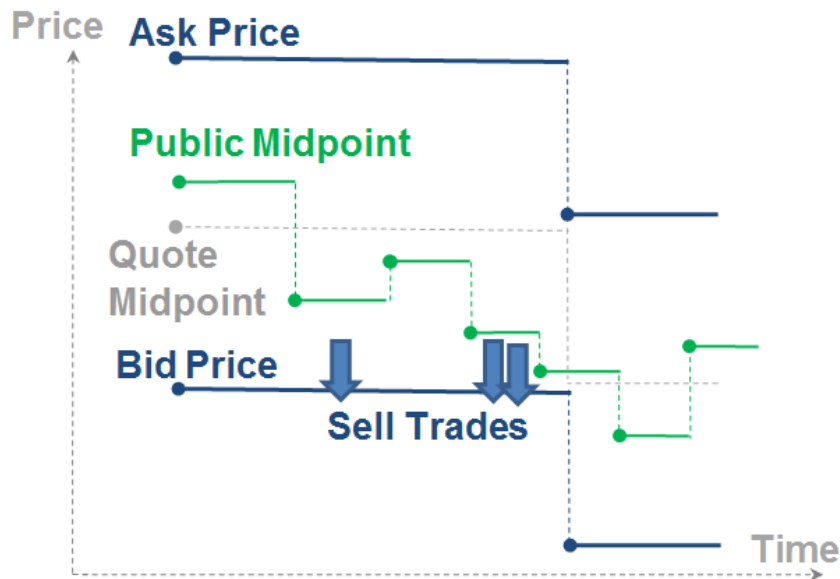 Price
Ask Price
Public Midpoint
Quote
Midpoint
Bid Price
Sell Trades
Time